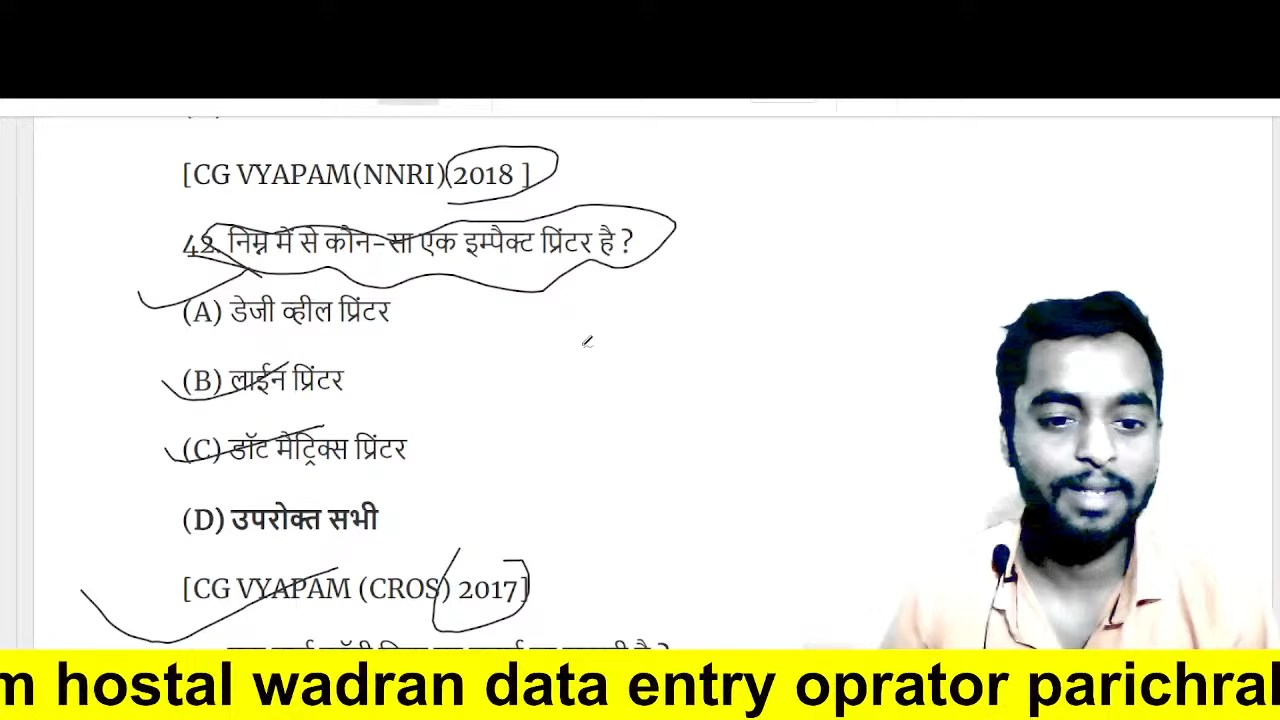 [CG VYAPAM(NNRI)(2018 ]
42. निम्न में से कौन-सा एक इम्पैक्ट प्रिंटर है ?
(A) डेजी व्हील प्रिंटर
(B) लाईन प्रिंटर
(C) डॉट मैट्रिक्स प्रिंटर
(D) उपरोक्त सभी
[CG VYAPAM (CROS) 2017]
m hostal wadran data entry oprator parichra